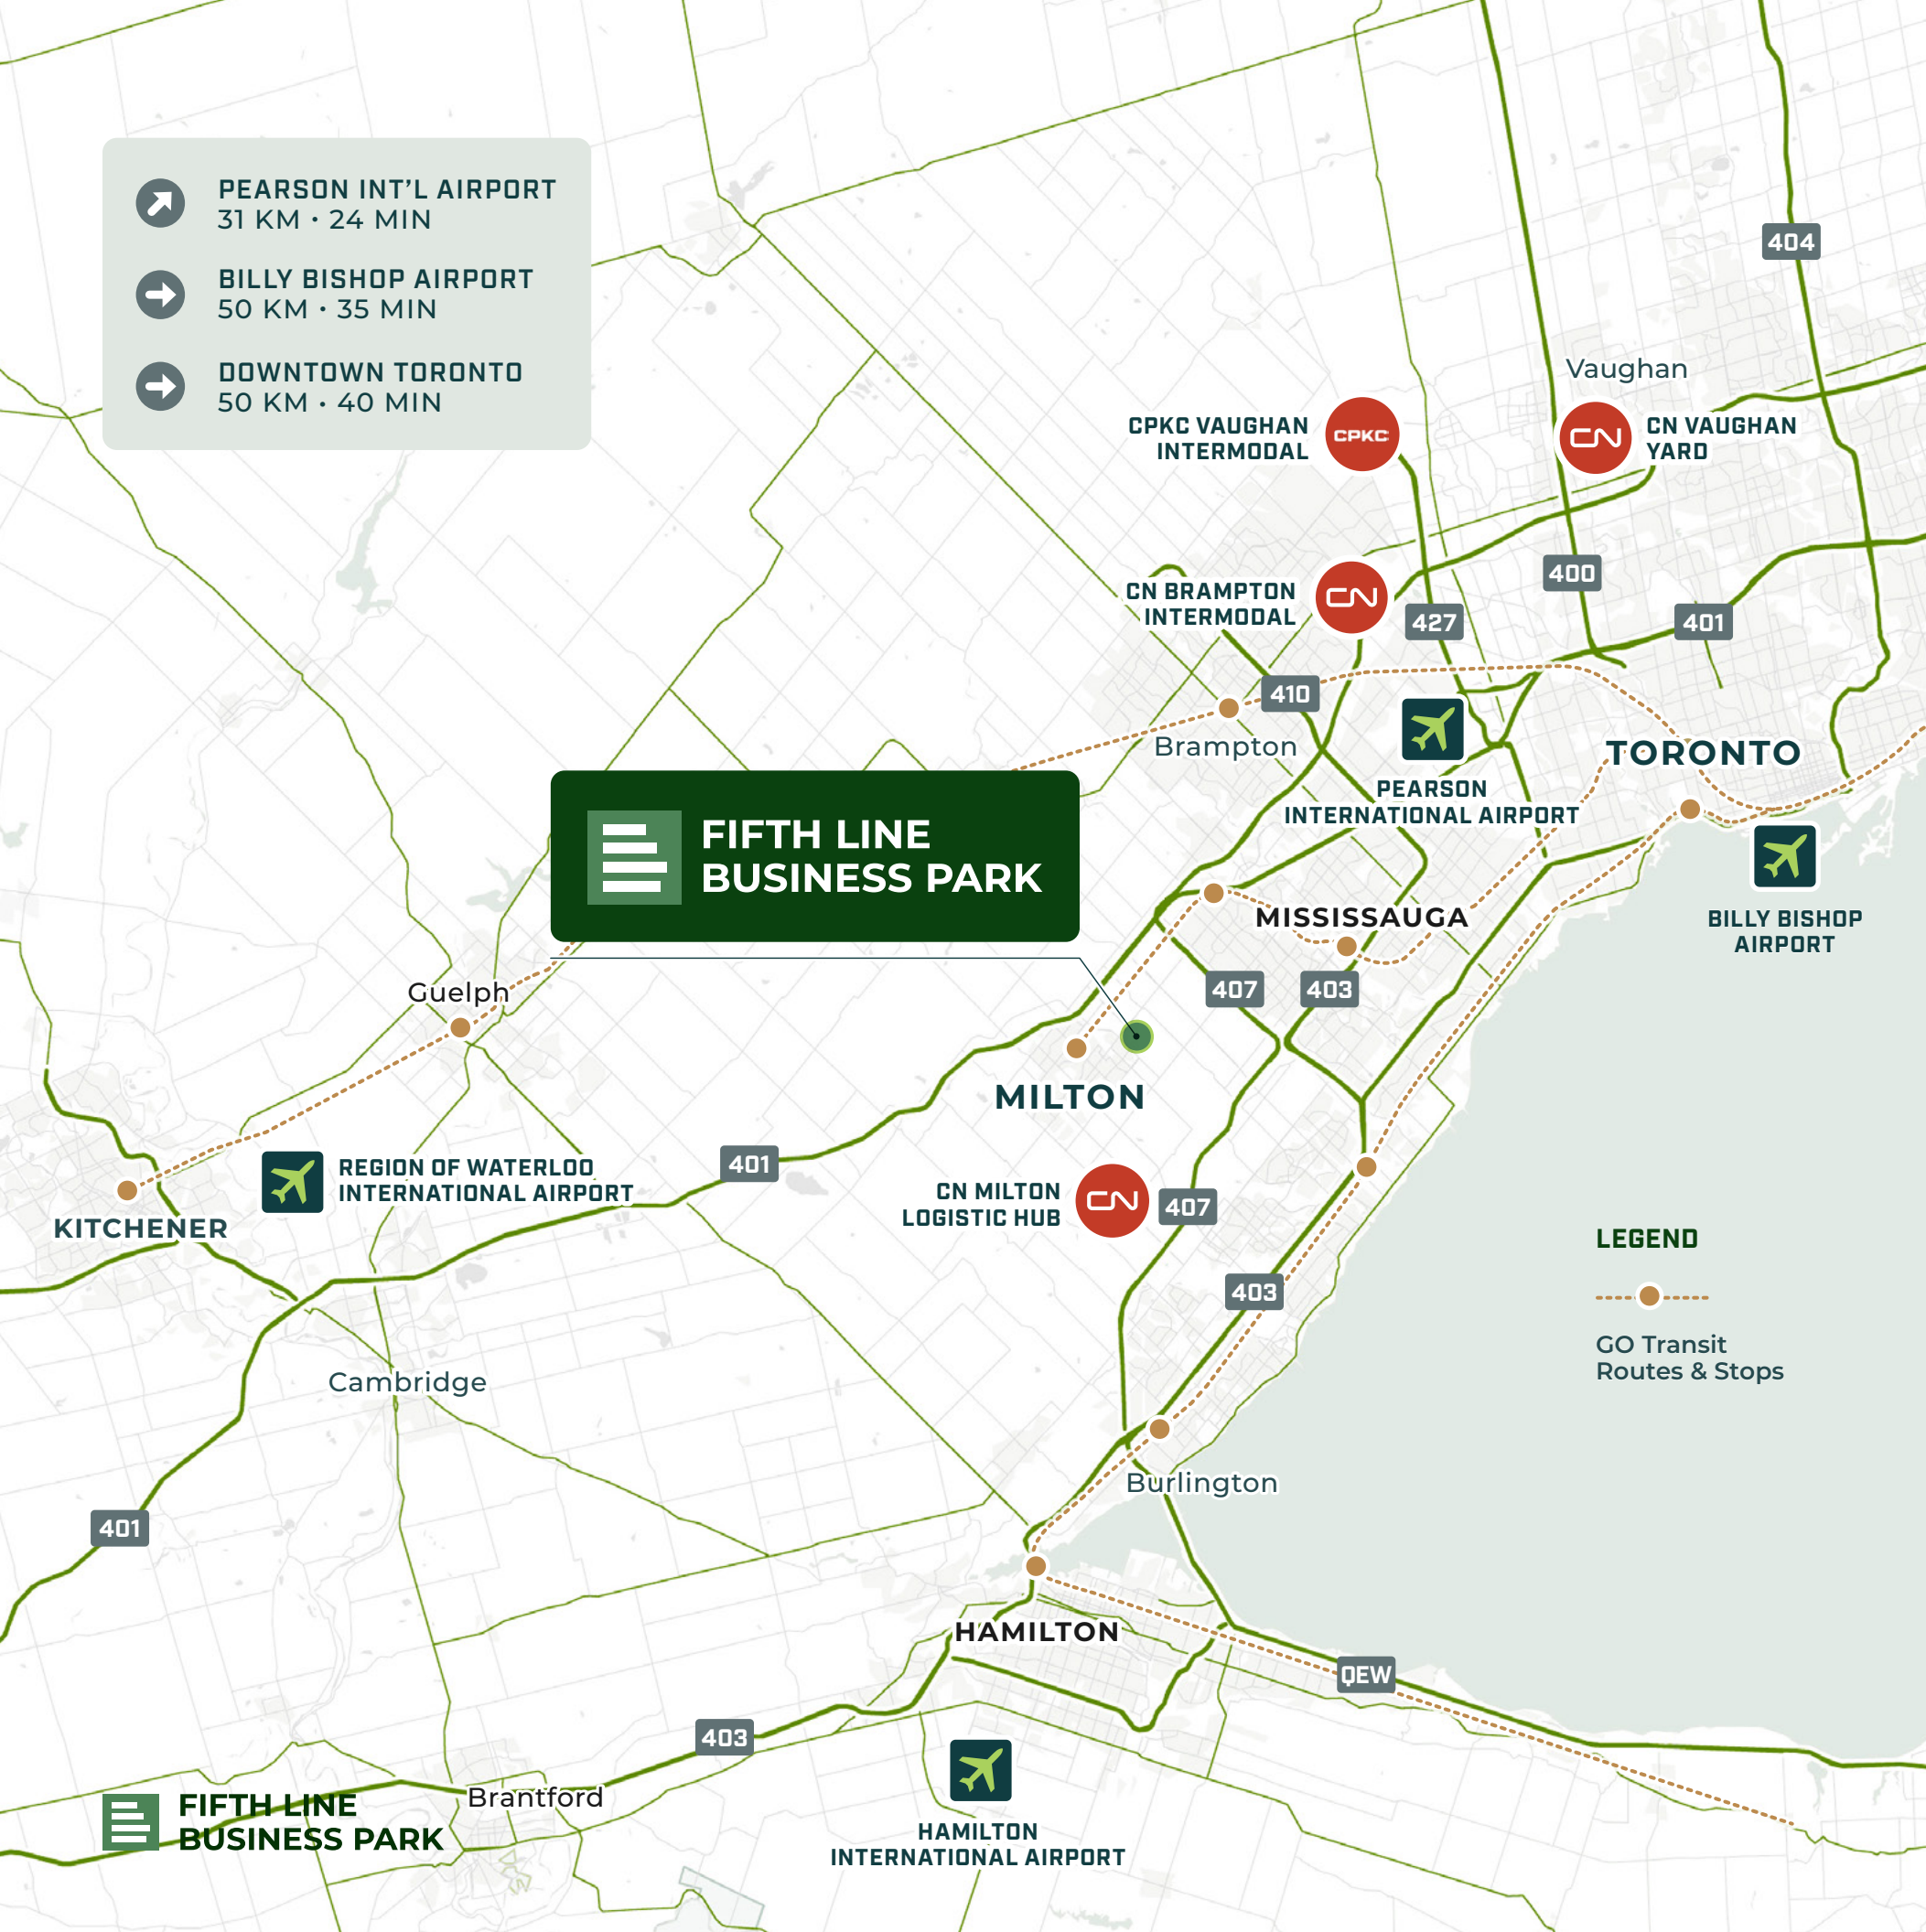 PEARSON INT'L AIRPORT
31 KM • 24 MIN
BILLY BISHOP AIRPORT
50 KM • 35 MIN
DOWNTOWN TORONTO
50 KM • 40 MIN
404
Vaughan
CPKC VAUGHAN
INTERMODAL
CPKC
CN
CN VAUGHAN
YARD
CN BRAMPTON
INTERMODAL
CN
427
400
401
410
Brampton
TORONTO
PEARSON
INTERNATIONAL AIRPORT
FIFTH LINE
BUSINESS PARK
BILLY BISHOP
AIRPORT
MISSISSAUGA
407
403
Guelph
MILTON
401
REGION OF WATERLOO
INTERNATIONAL AIRPORT
KITCHENER
CN MILTON
LOGISTIC HUB
CN
407
403
LEGEND
GO Transit
Routes & Stops
Cambridge
Burlington
401
HAMILTON
QEW
403
Brantford
FIFTH LINE
BUSINESS PARK
HAMILTON
INTERNATIONAL AIRPORT